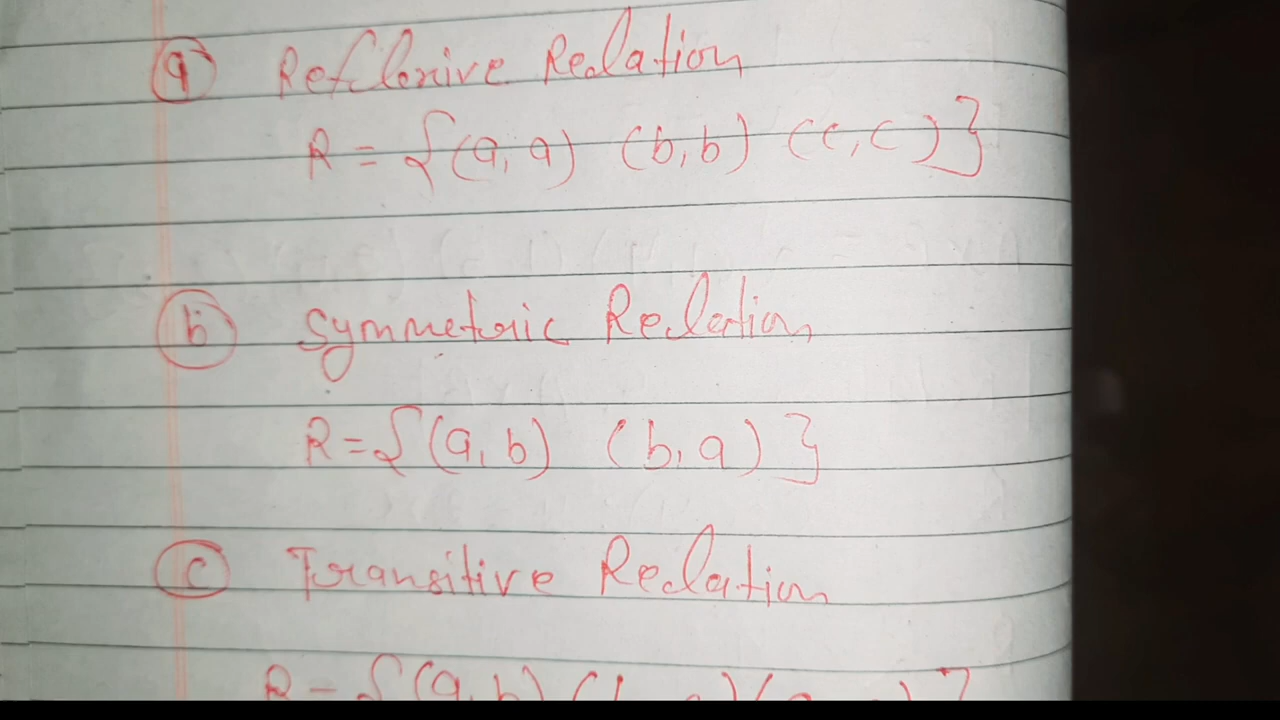 (a) Reflexive Relation
R = {(a,a) (b,b) (c,c)}
(b) Symmetric Relation
R = {(a,b) (b,a)}
(c) Transitive Relation
R = {(a,b)